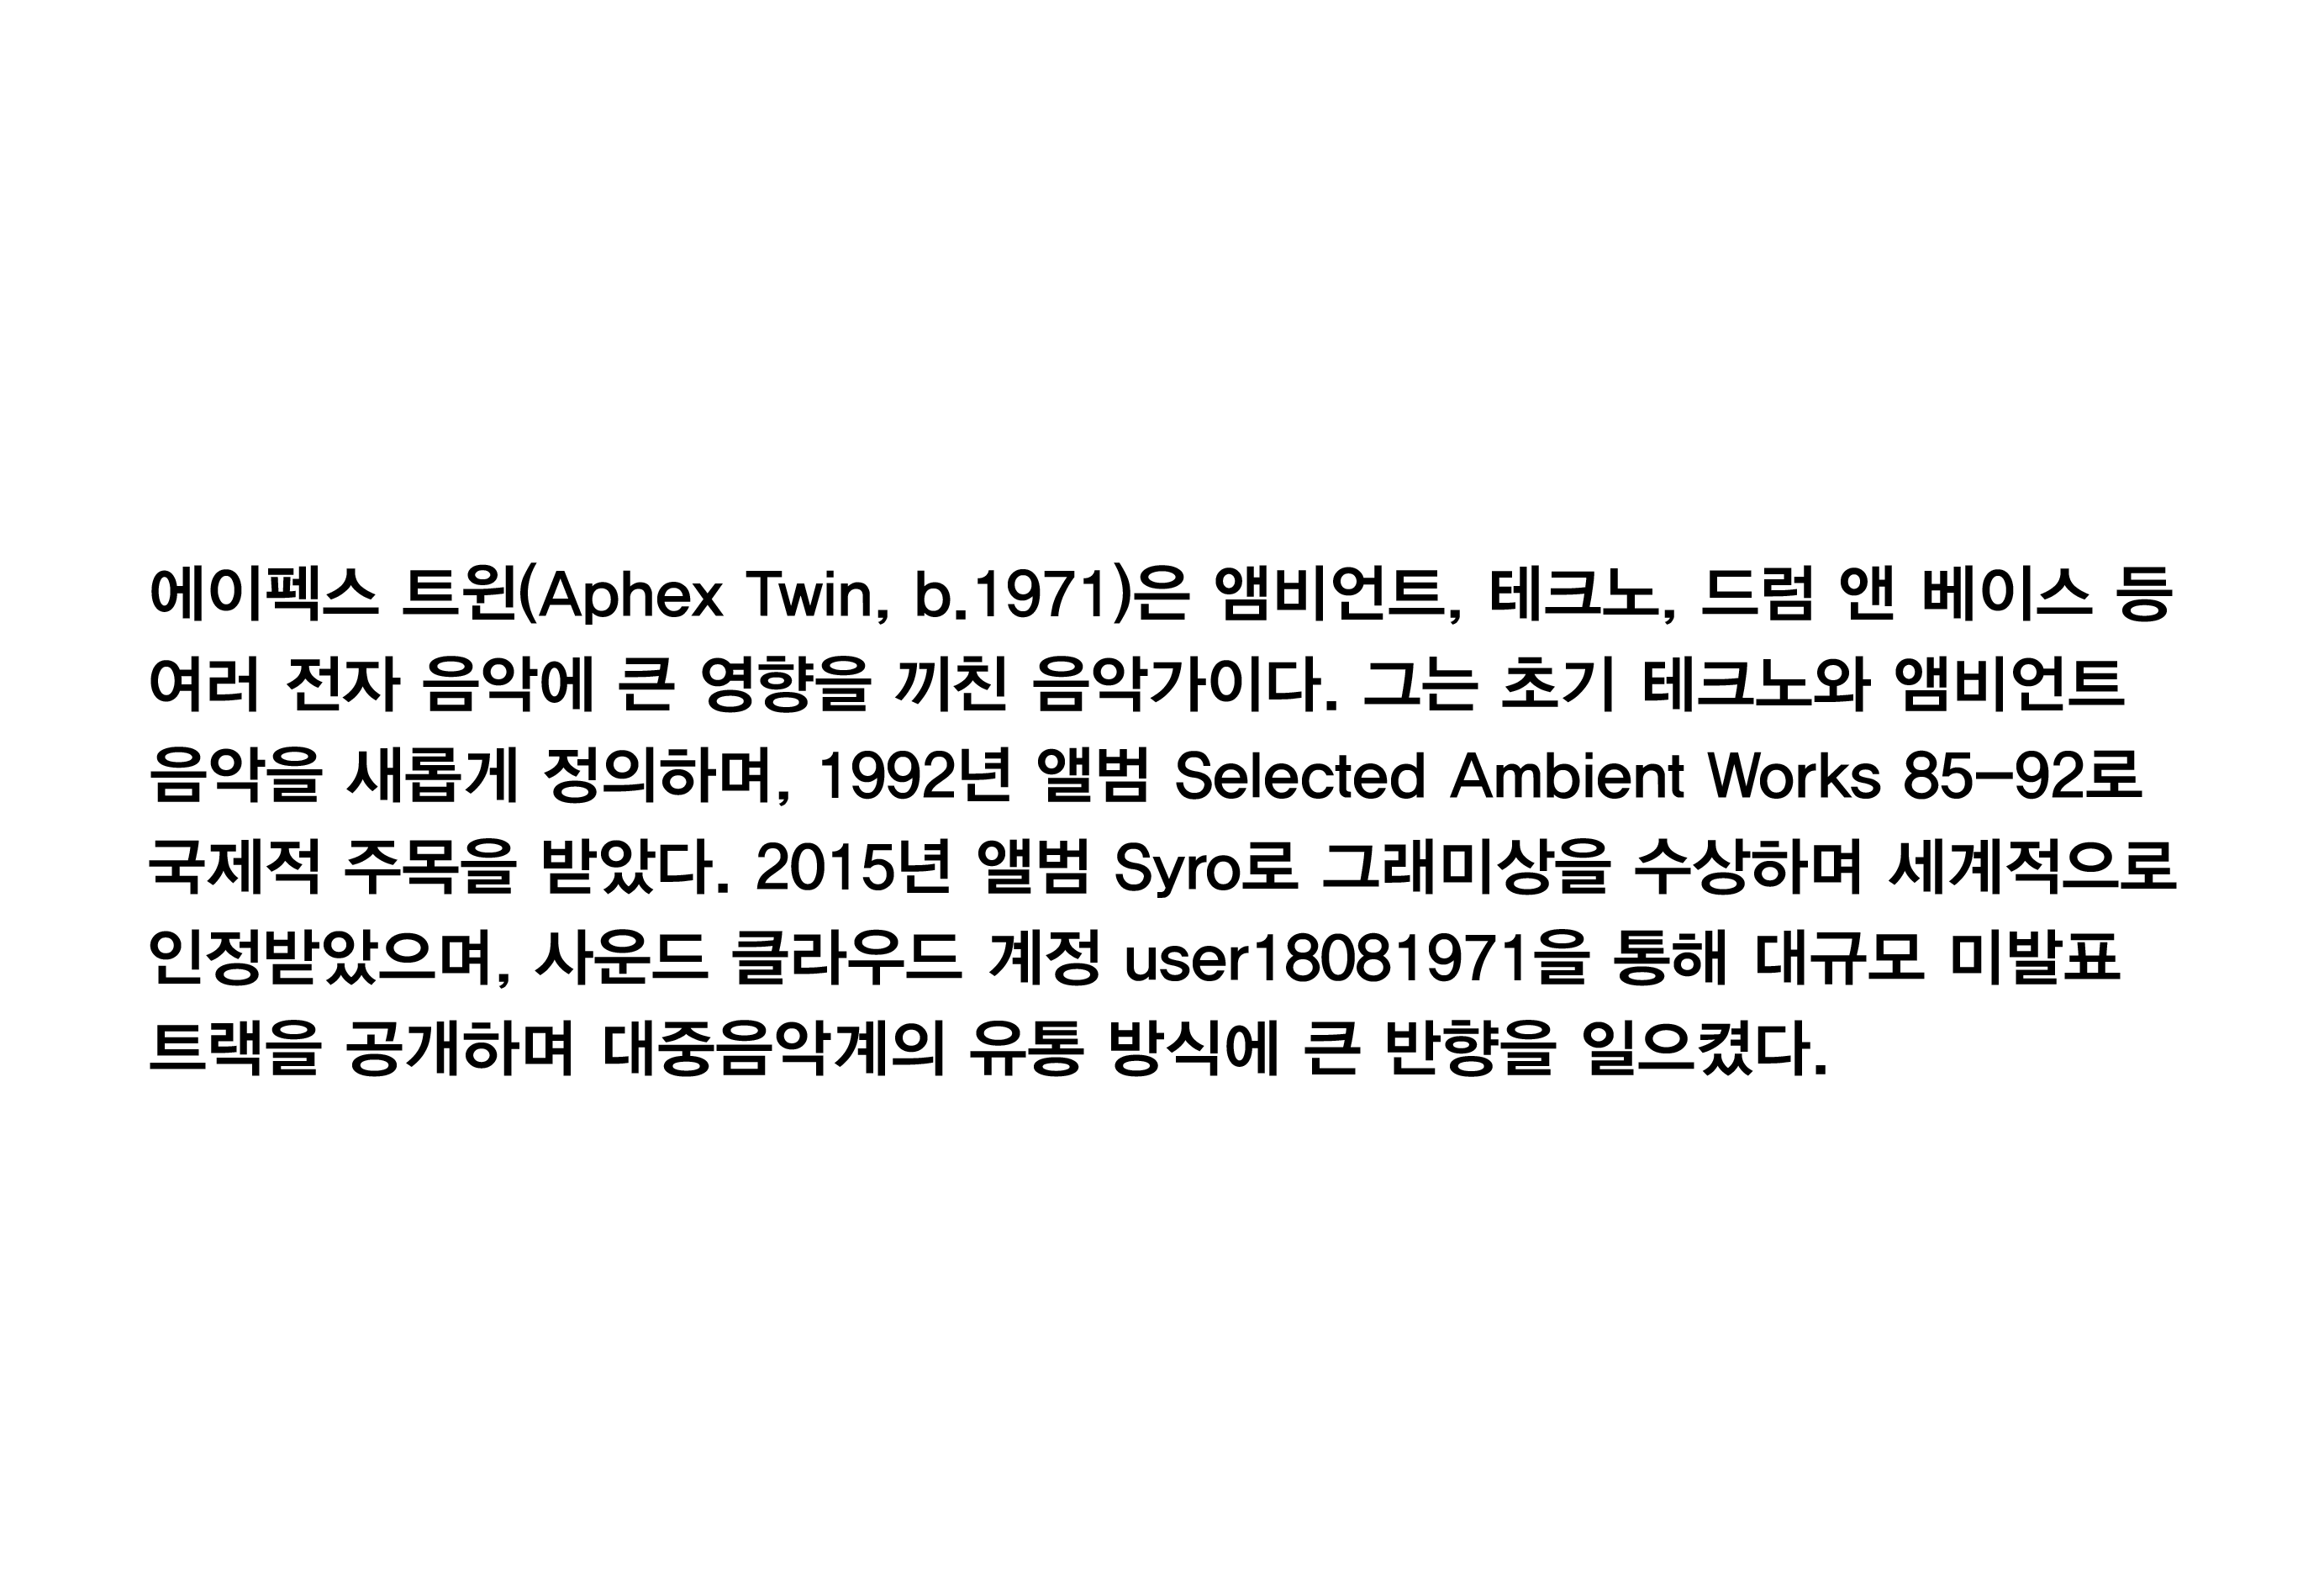 에이팩스 트윈(Aphex Twin, b.1971)은 앰비언트, 테크노, 드럼 앤 베이스 등
여러 전자 음악에 큰 영향을 끼친 음악가이다. 그는 초기 테크노와 앰비언트
음악을 새롭게 정의하며, 1992년 앨범 Selected Ambient Works 85–92로
국제적 주목을 받았다. 2015년 앨범 Syro로 그래미상을 수상하며 세계적으로
인정받았으며, 사운드 클라우드 계정 user18081971을 통해 대규모 미발표
트랙을 공개하며 대중음악계의 유통 방식에 큰 반향을 일으켰다.